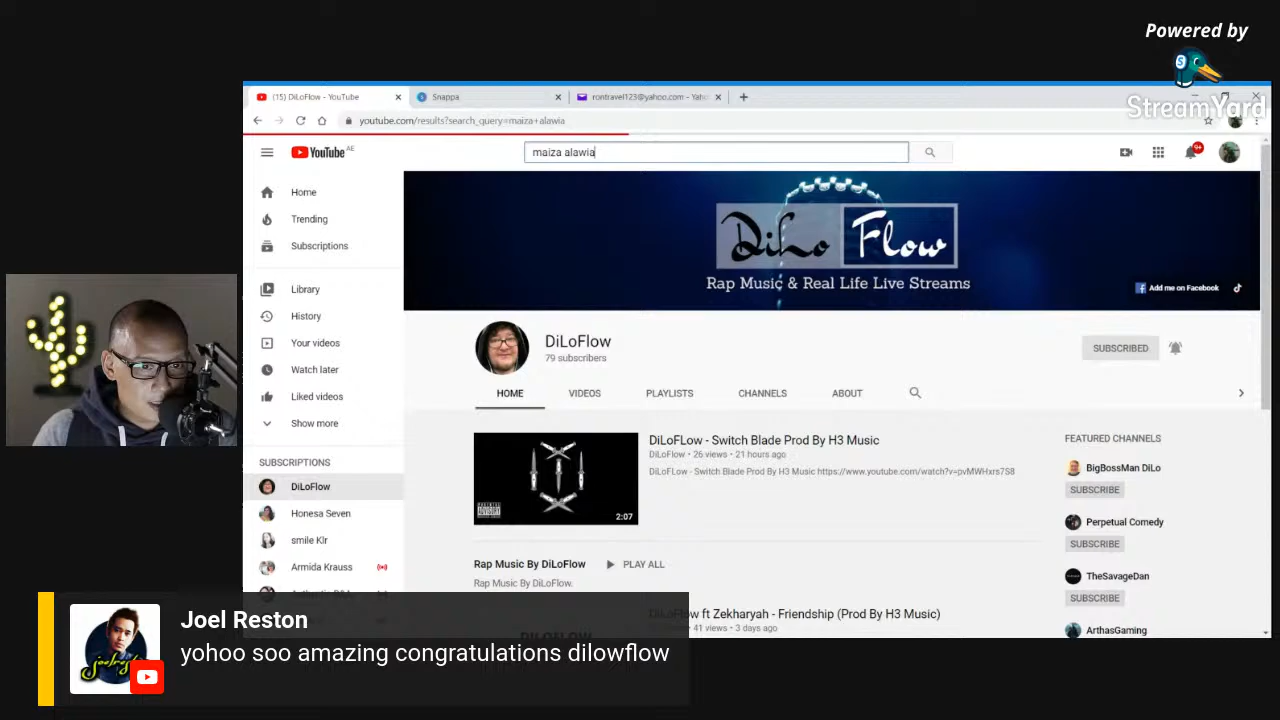 Powered by
StreamYard
(15) DiLoFlow - YouTube
Snappa
rontravel123@yahoo.com - Yah
youtube.com/results?search_query=maiza+alawia
YouTube AE
maiza alawia
9+
Home
Trending
Subscriptions
Library
History
Your videos
Watch later
Liked videos
Show more
SUBSCRIPTIONS
DiLoFlow
Honesa Seven
smile Klr
Armida Krauss
DiLo Flow
Rap Music & Real Life Live Streams
Add me on Facebook
DiLoFlow
79 subscribers
SUBSCRIBED
HOME
VIDEOS
PLAYLISTS
CHANNELS
ABOUT
2:07
DiLoFLow - Switch Blade Prod By H3 Music
DiLoFlow • 26 views • 21 hours ago
DiLoFLow - Switch Blade Prod By H3 Music https://www.youtube.com/watch?v=pvMWHxrs7S8
Rap Music By DiLoFlow
PLAY ALL
Rap Music By DiLoFlow.
DiLoFlow ft Zekharyah - Friendship (Prod By H3 Music)
41 views • 3 days ago
FEATURED CHANNELS
BigBossMan DiLo
SUBSCRIBE
Perpetual Comedy
SUBSCRIBE
TheSavageDan
SUBSCRIBE
ArthasGaming
Joel Reston
yohoo soo amazing congratulations dilowflow